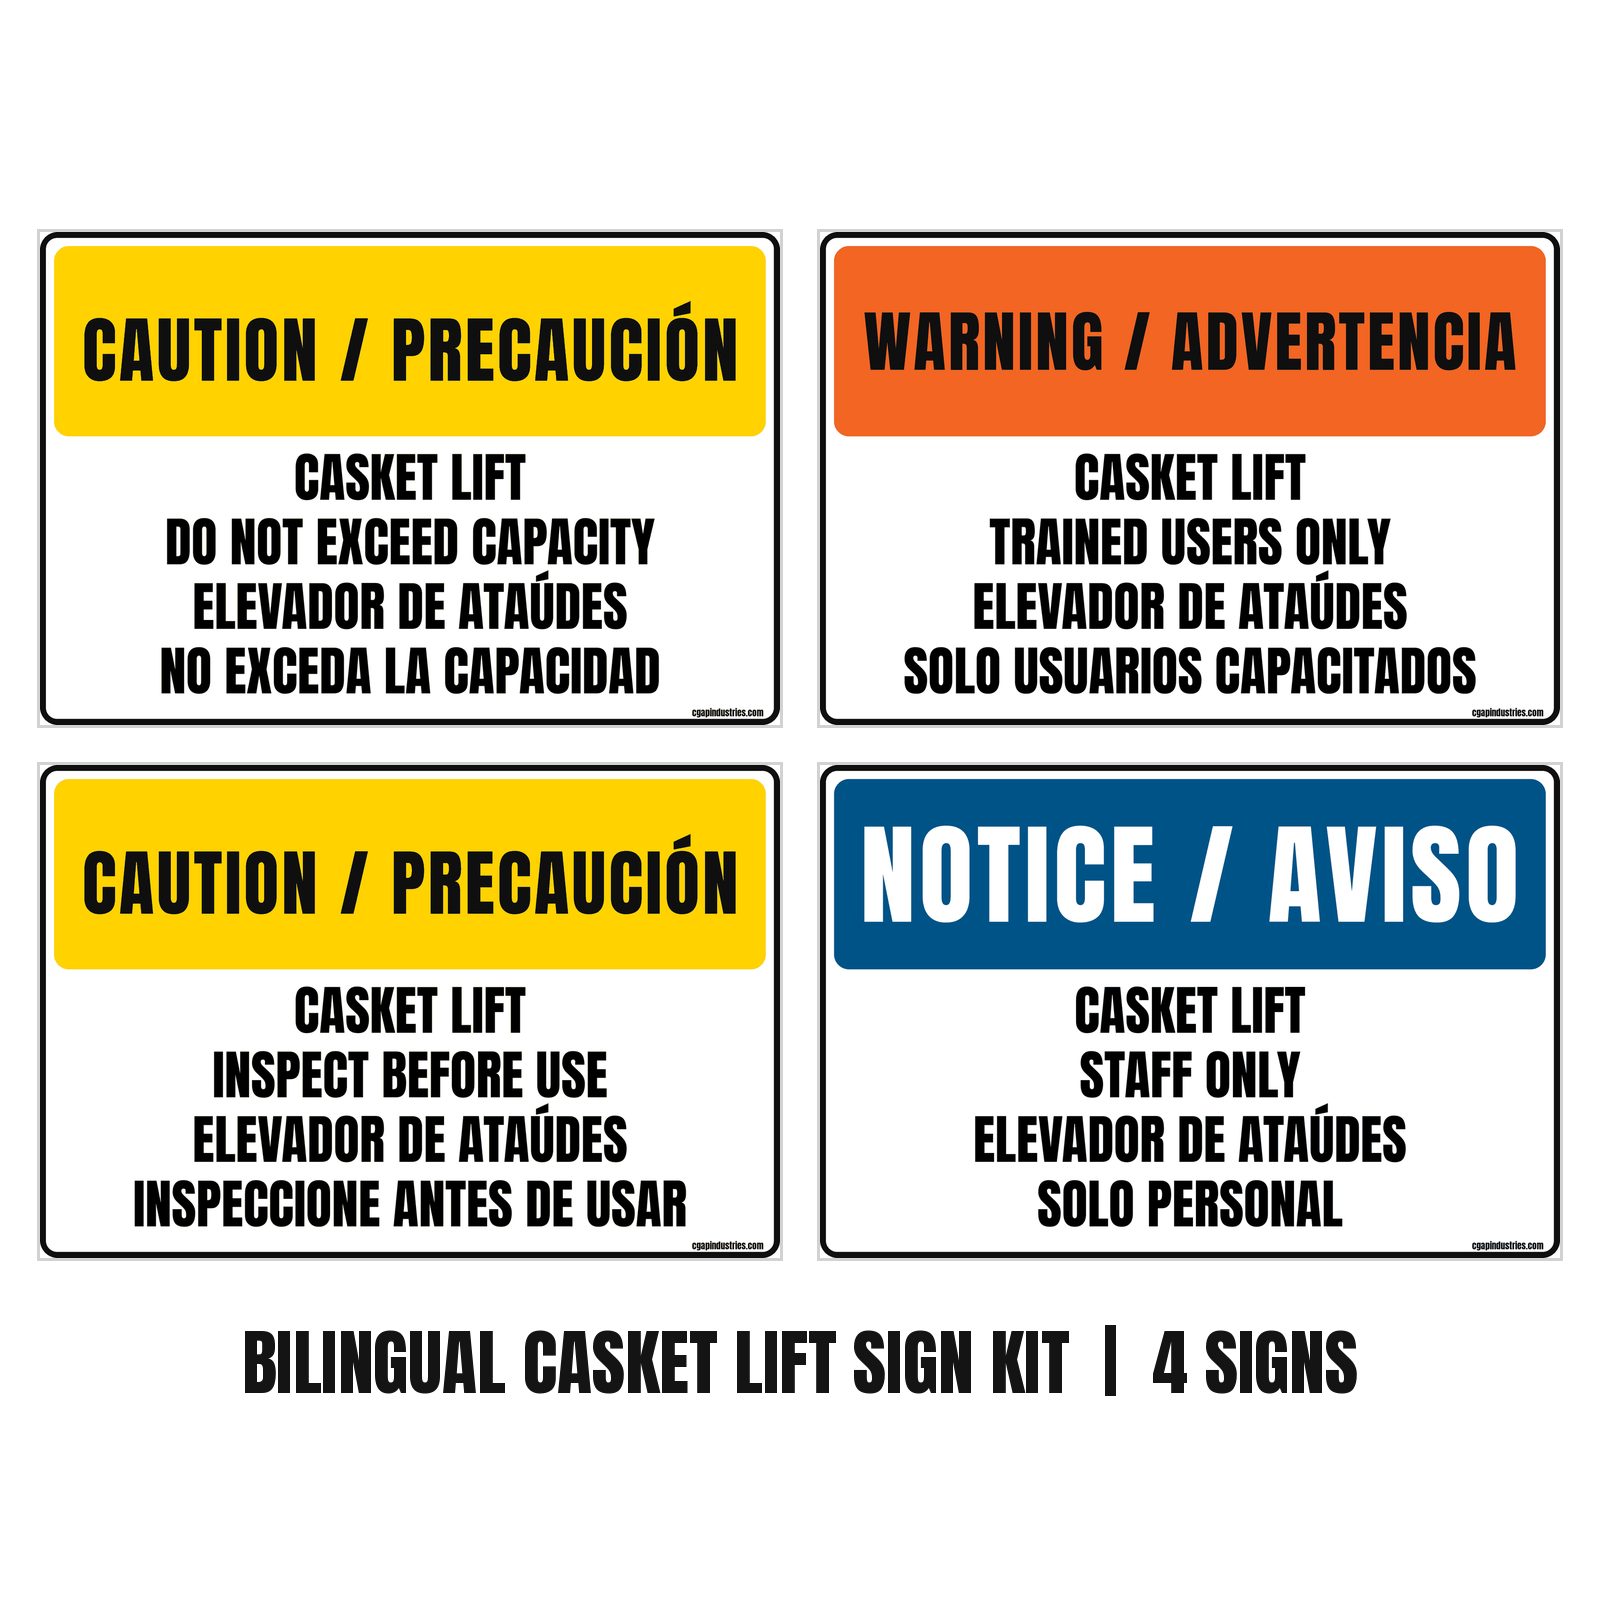 CAUTION / PRECAUCIÓN
CASKET LIFT
DO NOT EXCEED CAPACITY
ELEVADOR DE ATAÚDES
NO EXCEDA LA CAPACIDAD
cgapindustries.com
WARNING / ADVERTENCIA
CASKET LIFT
TRAINED USERS ONLY
ELEVADOR DE ATAÚDES
SOLO USUARIOS CAPACITADOS
cgapindustries.com
CAUTION / PRECAUCIÓN
CASKET LIFT
INSPECT BEFORE USE
ELEVADOR DE ATAÚDES
INSPECCIONE ANTES DE USAR
cgapindustries.com
NOTICE / AVISO
CASKET LIFT
STAFF ONLY
ELEVADOR DE ATAÚDES
SOLO PERSONAL
cgapindustries.com
BILINGUAL CASKET LIFT SIGN KIT | 4 SIGNS